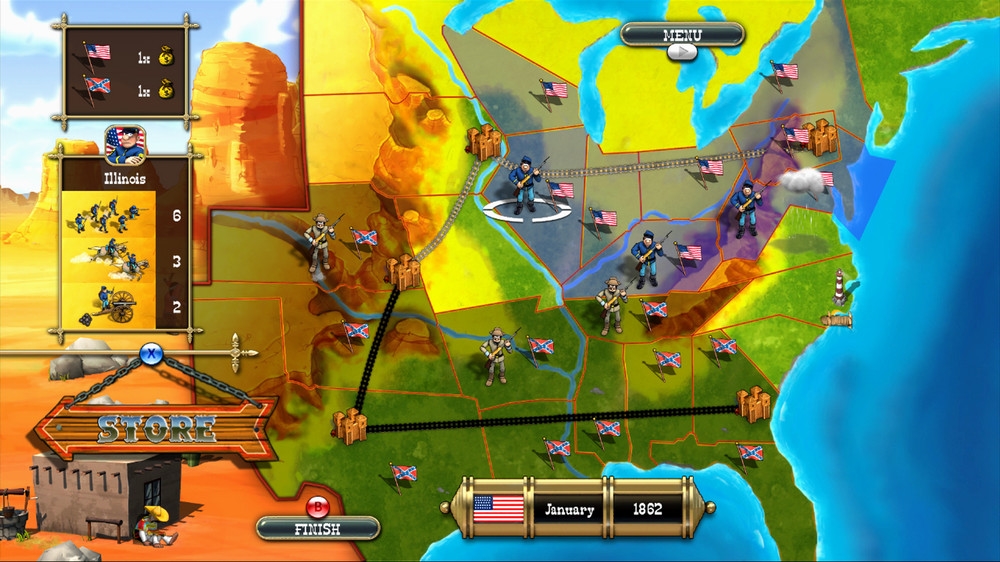 MENU
1x
1x
Illinois
6
3
2
X
STORE
B
FINISH
January
1862